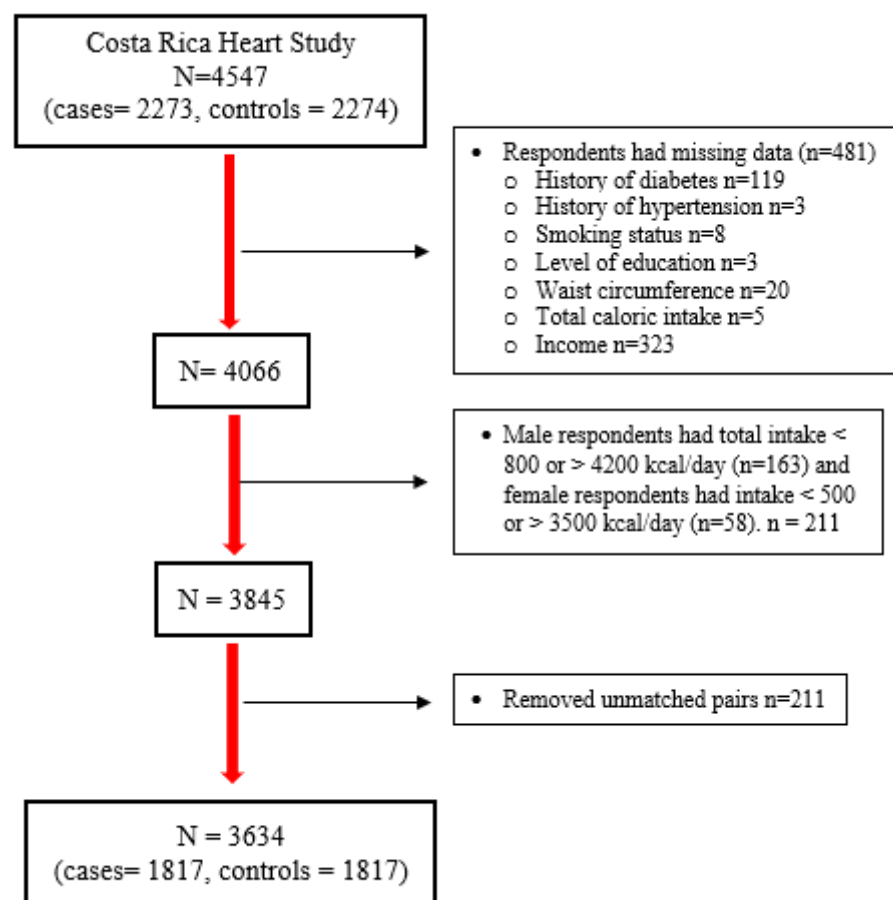 Costa Rica Heart Study
N=4547
(cases= 2273, controls = 2274)
• Respondents had missing data (n=481)
o History of diabetes n=119
o History of hypertension n=3
o Smoking status n=8
o Level of education n=3
o Waist circumference n=20
o Total caloric intake n=5
o Income n=323
N= 4066
• Male respondents had total intake <
800 or > 4200 kcal/day (n=163) and
female respondents had intake < 500
or > 3500 kcal/day (n=58). n = 211
N = 3845
• Removed unmatched pairs n=211
N = 3634
(cases= 1817, controls = 1817)